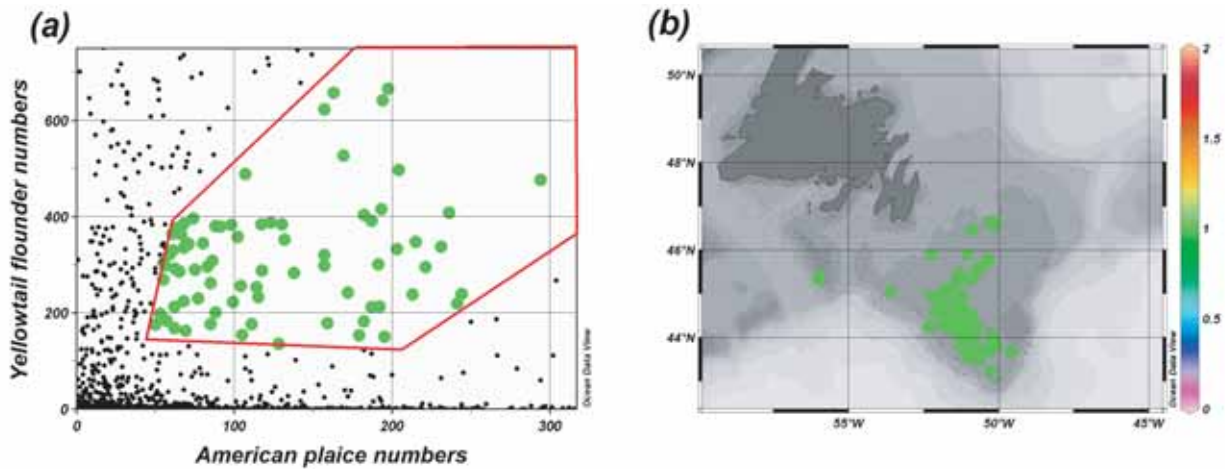 (a)
Yellowtail flounder numbers
600
400
200
0
0 100 200 300
American plaice numbers
Ocean Data View
(b)
50°N
48°N
46°N
44°N
55°W 50°W 45°W
Ocean Data View
2
1.5
1
0.5
0